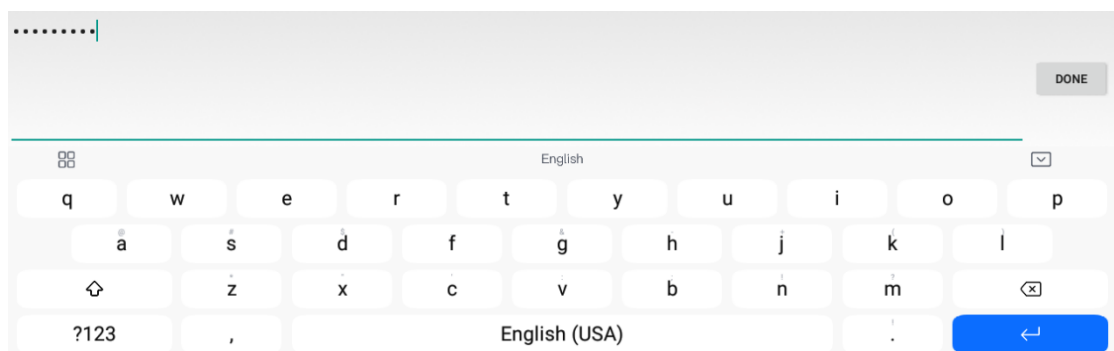 •••••••••
DONE
English
q w e r t y u i o p
a s d f g h j k l
z x c v b n m
?123 , English (USA) .